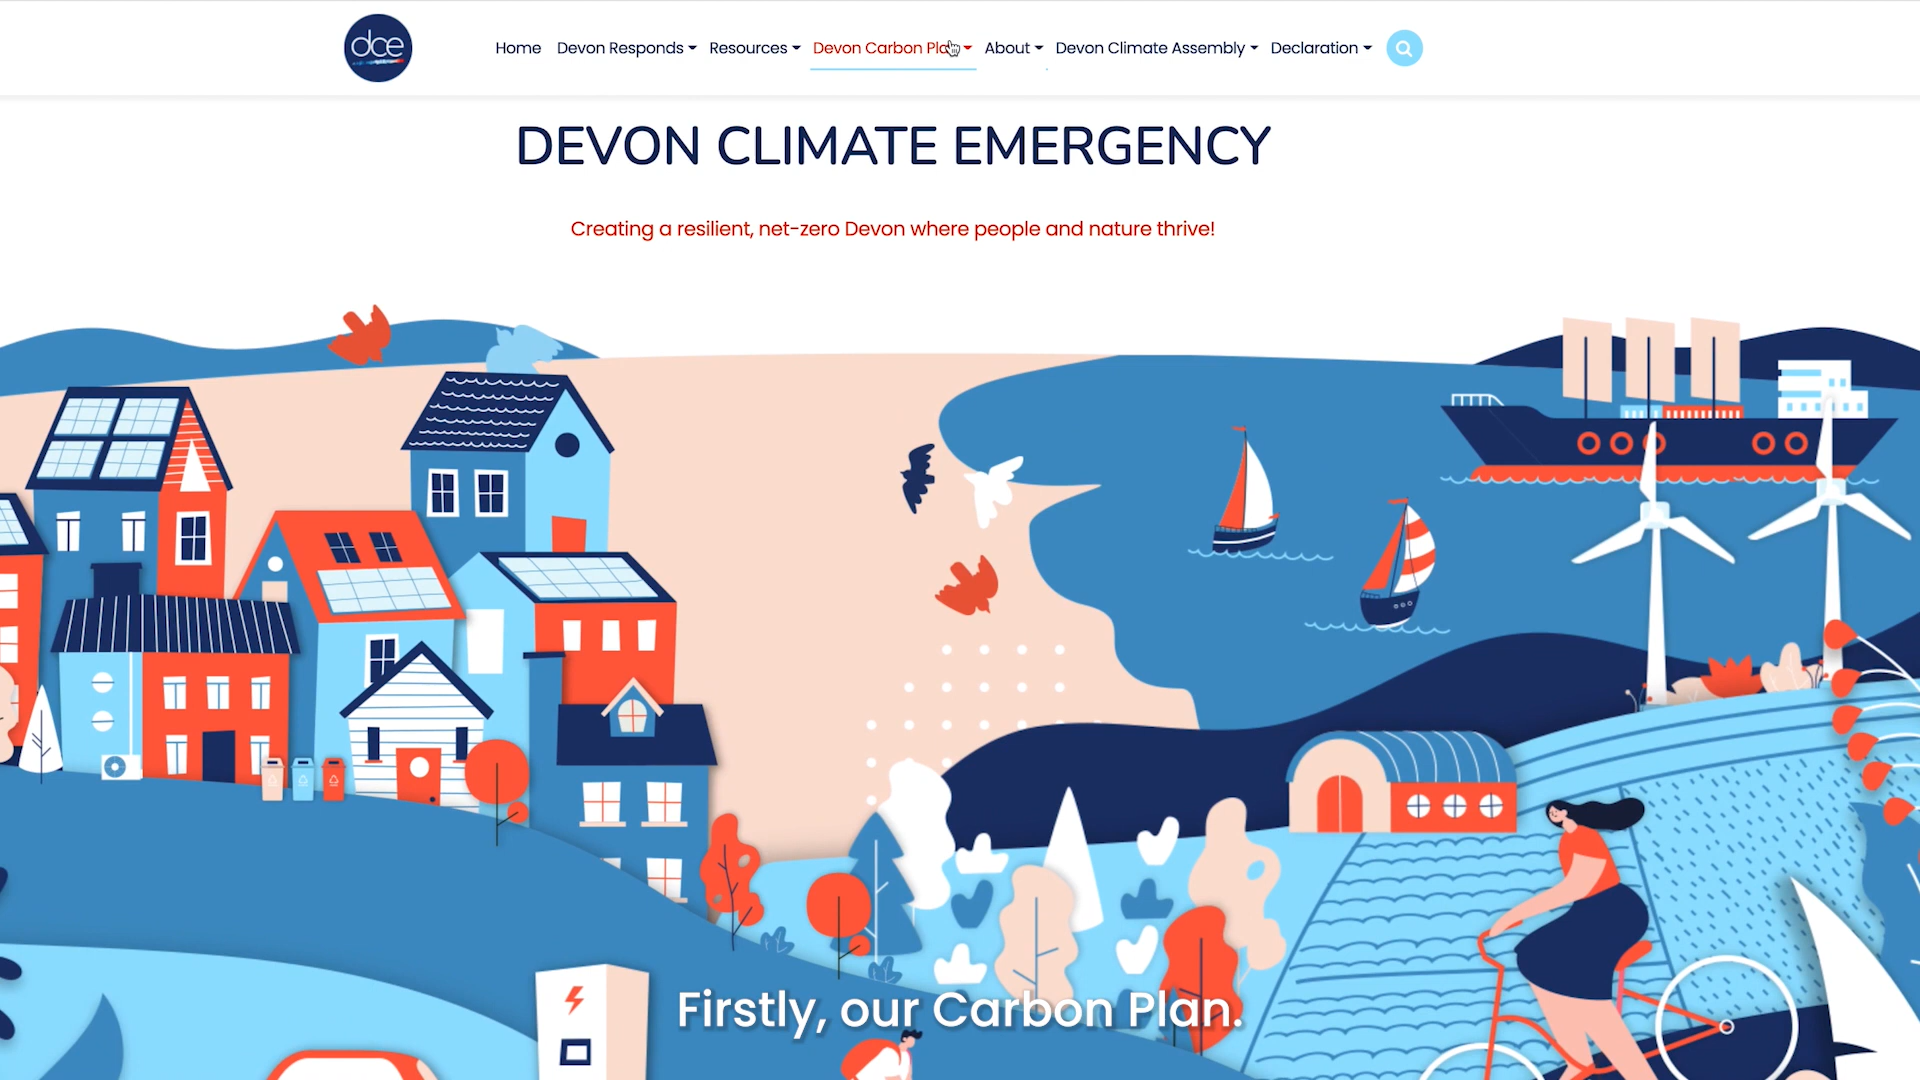 dce
Home Devon Responds Resources Devon Carbon Plan About Devon Climate Assembly Declaration
DEVON CLIMATE EMERGENCY
Creating a resilient, net-zero Devon where people and nature thrive!
Firstly, our Carbon Plan.